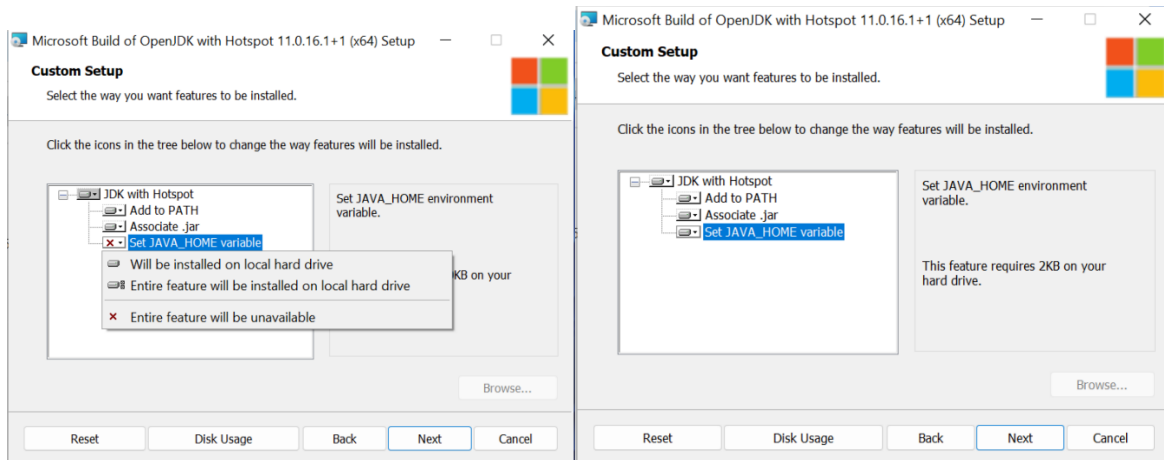 Microsoft Build of OpenJDK with Hotspot 11.0.16.1+1 (x64) Setup
Custom Setup
Select the way you want features to be installed.
Click the icons in the tree below to change the way features will be installed.
JDK with Hotspot
Add to PATH
Associate .jar
Set JAVA_HOME variable
Will be installed on local hard drive
Entire feature will be installed on local hard drive
Entire feature will be unavailable
Set JAVA_HOME environment
variable.
KB on your
Browse...
Reset Disk Usage Back Next Cancel
Microsoft Build of OpenJDK with Hotspot 11.0.16.1+1 (x64) Setup
Custom Setup
Select the way you want features to be installed.
Click the icons in the tree below to change the way features will be installed.
JDK with Hotspot
Add to PATH
Associate .jar
Set JAVA_HOME variable
Set JAVA_HOME environment
variable.
This feature requires 2KB on your
hard drive.
Browse...
Reset Disk Usage Back Next Cancel